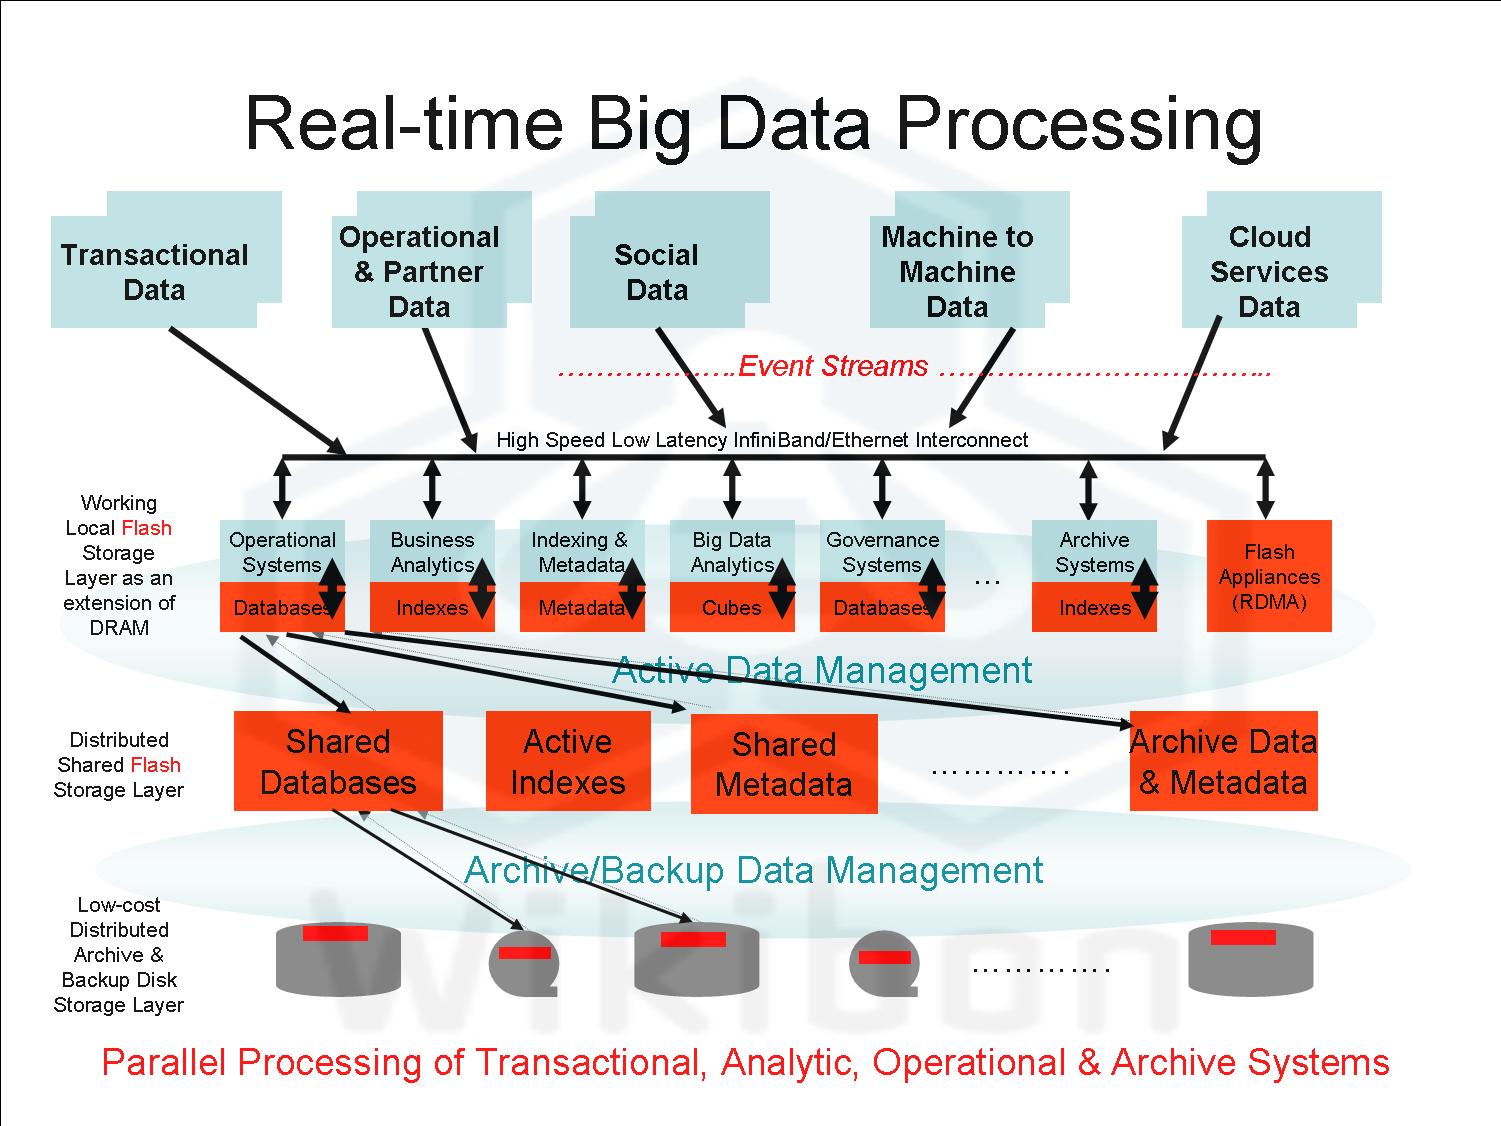 Real-time Big Data Processing
Transactional
Data
Operational
& Partner
Data
Social
Data
Machine to
Machine
Data
Cloud
Services
Data
………………..Event Streams ……………………………..
High Speed Low Latency InfiniBand/Ethernet Interconnect
Working
Local Flash
Storage
Layer as an
extension of
DRAM
Operational
Systems
Databases
Business
Analytics
Indexes
Indexing &
Metadata
Metadata
Big Data
Analytics
Cubes
Governance
Systems
Databases
…
Archive
Systems
Indexes
Flash
Appliances
(RDMA)
Active Data Management
Distributed
Shared Flash
Storage Layer
Shared
Databases
Active
Indexes
Shared
Metadata
………….
Archive Data
& Metadata
Archive/Backup Data Management
Low-cost
Distributed
Archive &
Backup Disk
Storage Layer
………….
wikibon
Parallel Processing of Transactional, Analytic, Operational & Archive Systems